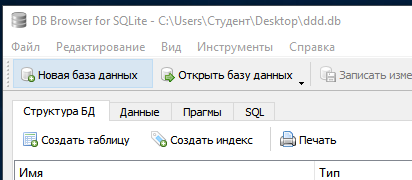 DB Browser for SQLite - C:\Users\Студент\Desktop\ddd.db
Файл Редактирование Вид Инструменты Справка
Новая база данных Открыть базу данных Записать изме
Структура БД Данные Прагмы SQL
Создать таблицу Создать индекс Печать
Имя Тип